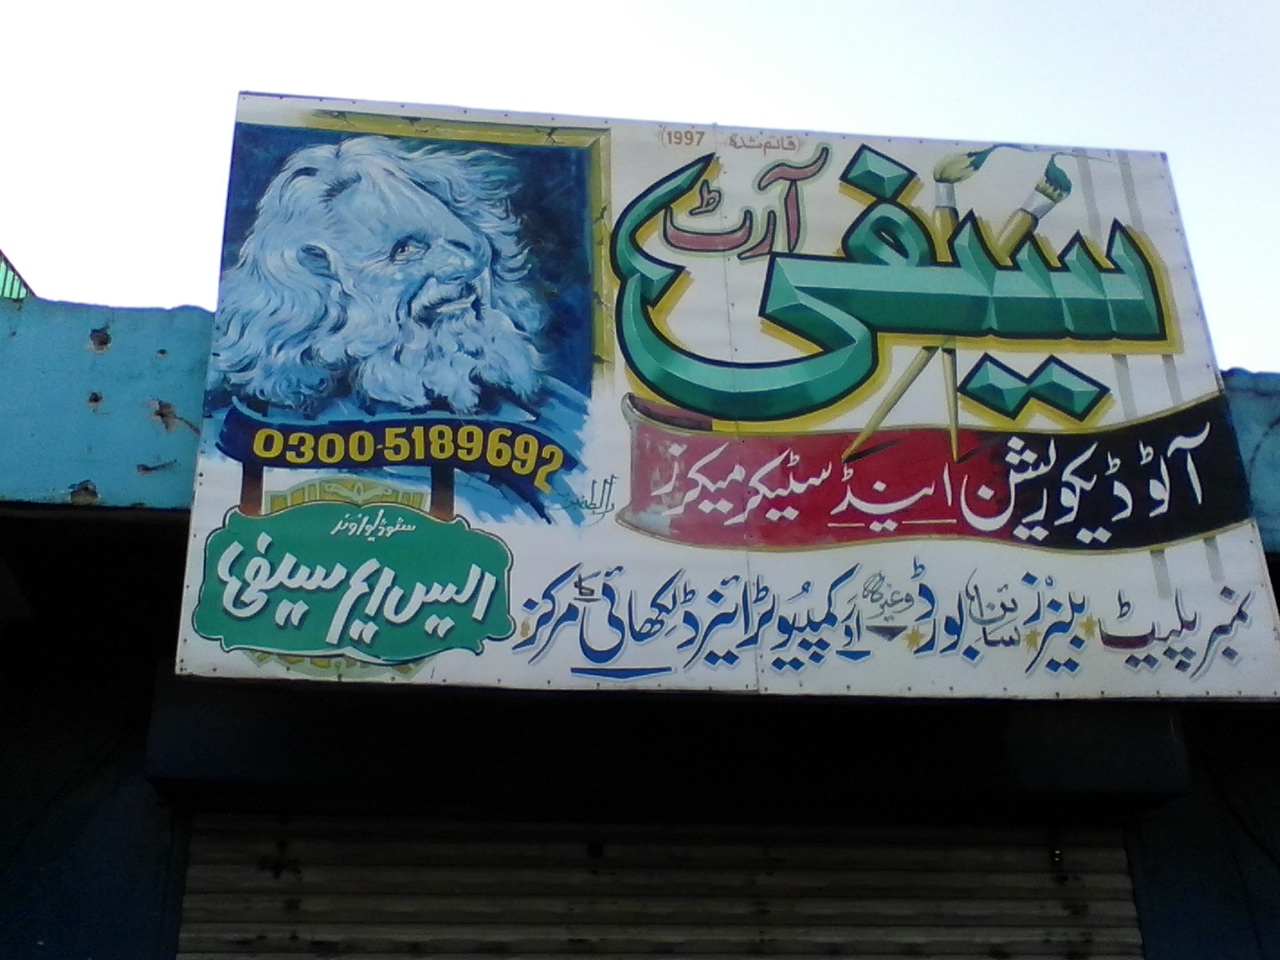 (قائم شدہ 1997)
سیفی آرٹ
آٹو ڈیکوریشن اینڈ سٹیکر میکرز
نمبر پلیٹ بینرز سائن بورڈ وغیرہ اور کمپیوٹرائزڈ لکھائی کا مرکز
0300-5189692
سٹوڈیو اونر
ایس ایم سیفی